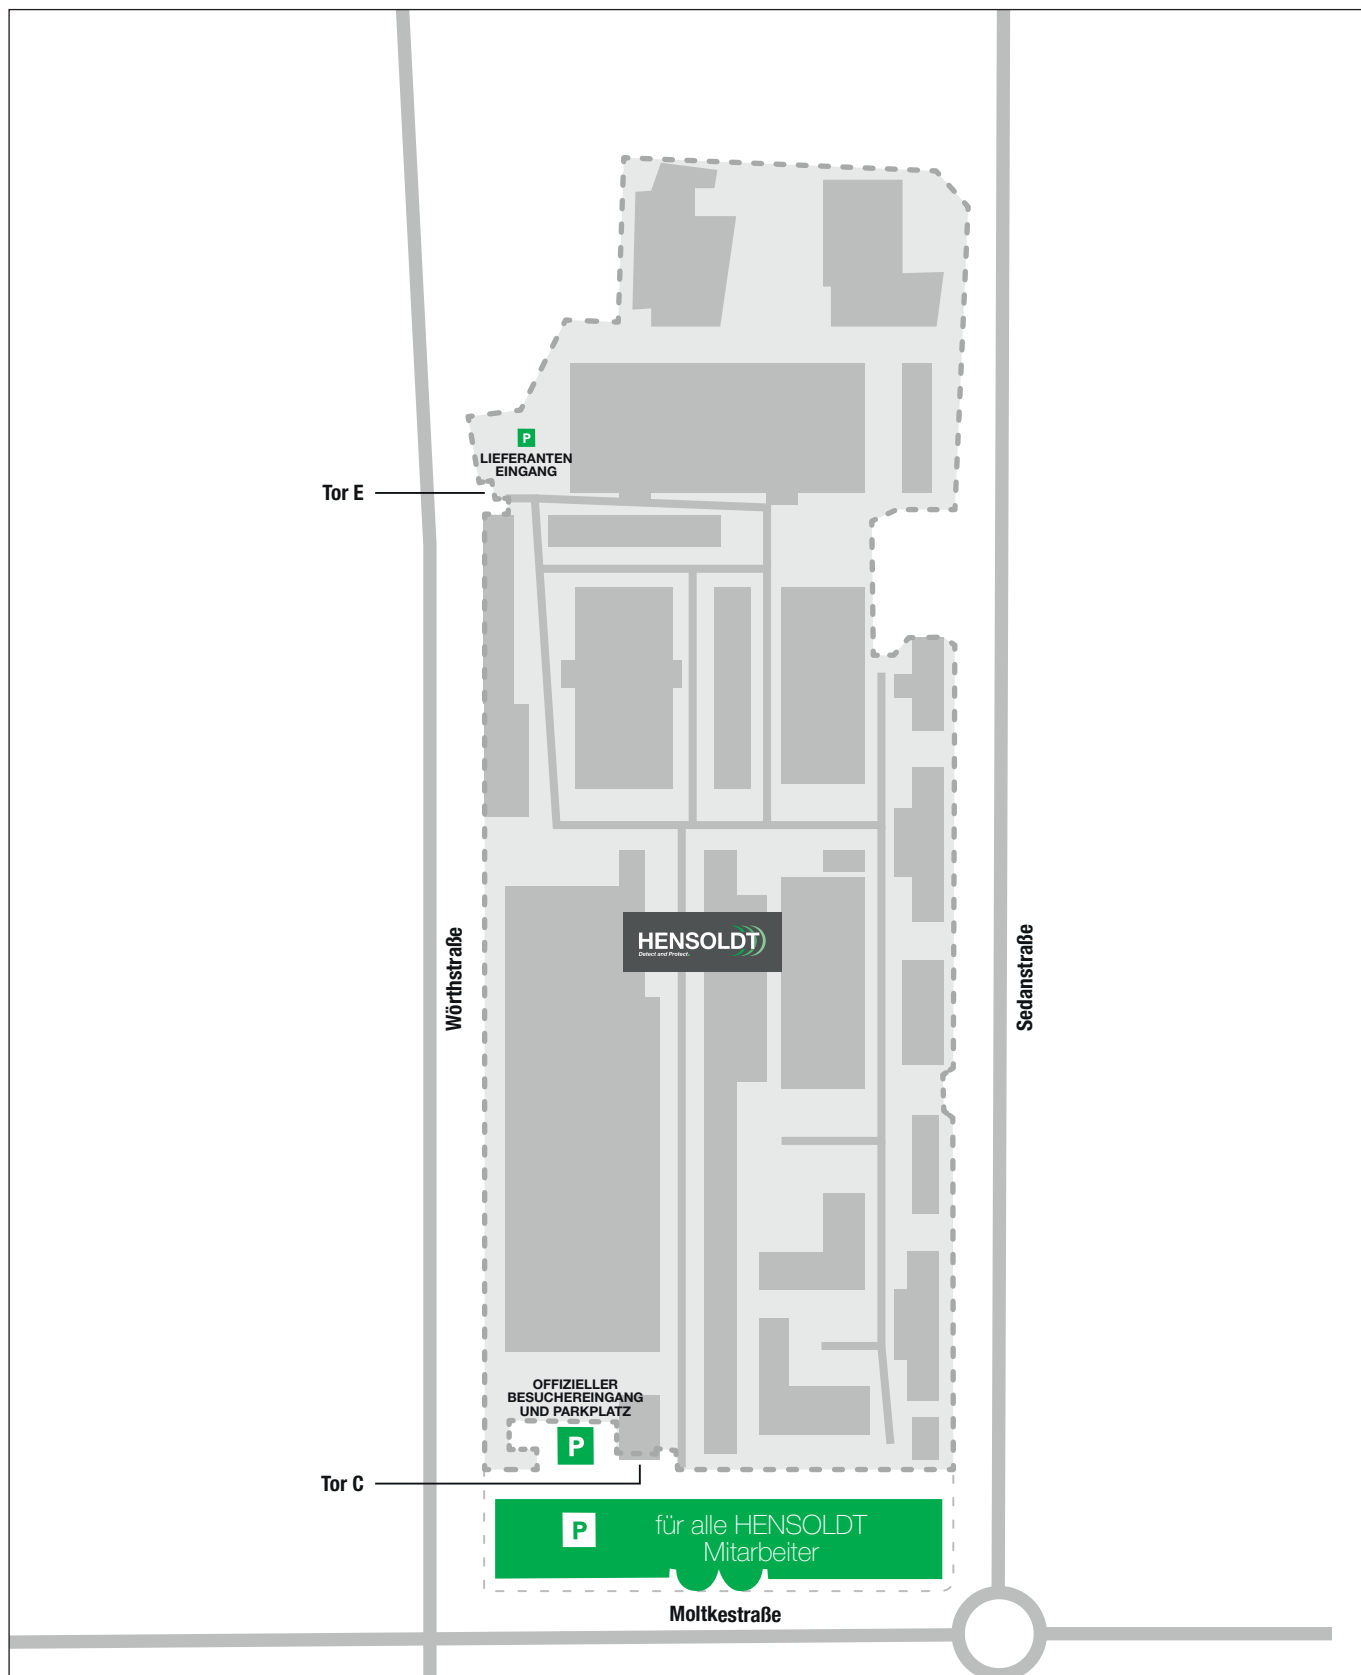 P
LIEFERANTEN
EINGANG
Tor E
HENSOLDT
Detect and Protect.
Wörthstraße
Sedanstraße
OFFIZIELLER
BESUCHEREINGANG
UND PARKPLATZ
P
Tor C
P
für alle HENSOLDT
Mitarbeiter
Moltkestraße